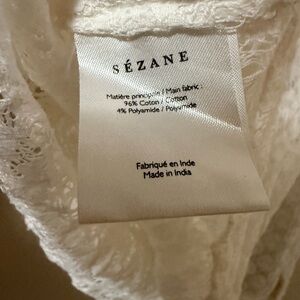 SÉZANE
Matière principale / Main fabric :
96% Coton / Cotton
4% Polyamide / Polyamide
Fabriqué en Inde
Made in India